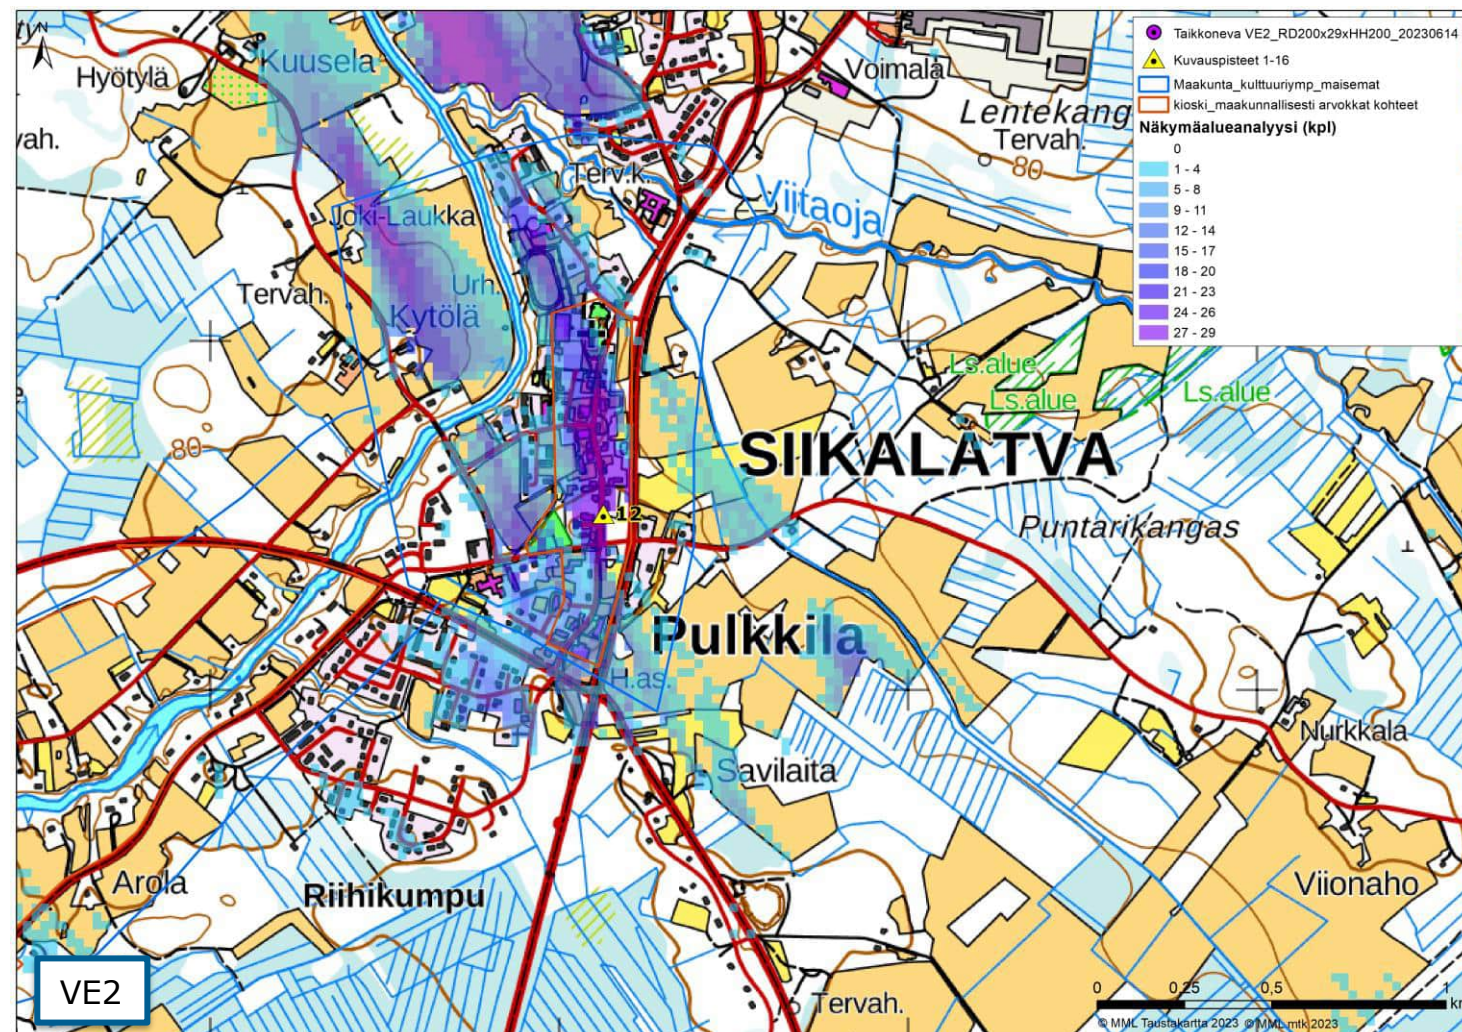 Taikkoneva VE2_RD200x29xHH200_20230614
Kuvauspisteet 1-16
Maakunta_kulttuuriymp_maisemat
kioski_maakunnallisesti arvokkat kohteet
Näkymäalueanalyysi (kpl)
0
1 - 4
5 - 8
9 - 11
12 - 14
15 - 17
18 - 20
21 - 23
24 - 26
27 - 29
N
Kuusela
Hyötylä
vah.
Voimala
Lentekang
Tervah.
80
Terv.k.
Viitaoja
Joki-Laukka
Urh.
Tervah.
Kytölä
Ls.alue
Ls.alue
Ls.alue
80
SIIKALATVA
12
Puntarikangas
Pulkkila
H.as.
Nurkkala
Savilaita
Arola
Riihikumpu
Viionaho
VE2
Tervah.
0 0,25 0,5 1
km
© MML Taustakartta 2023 © MML mtk 2023